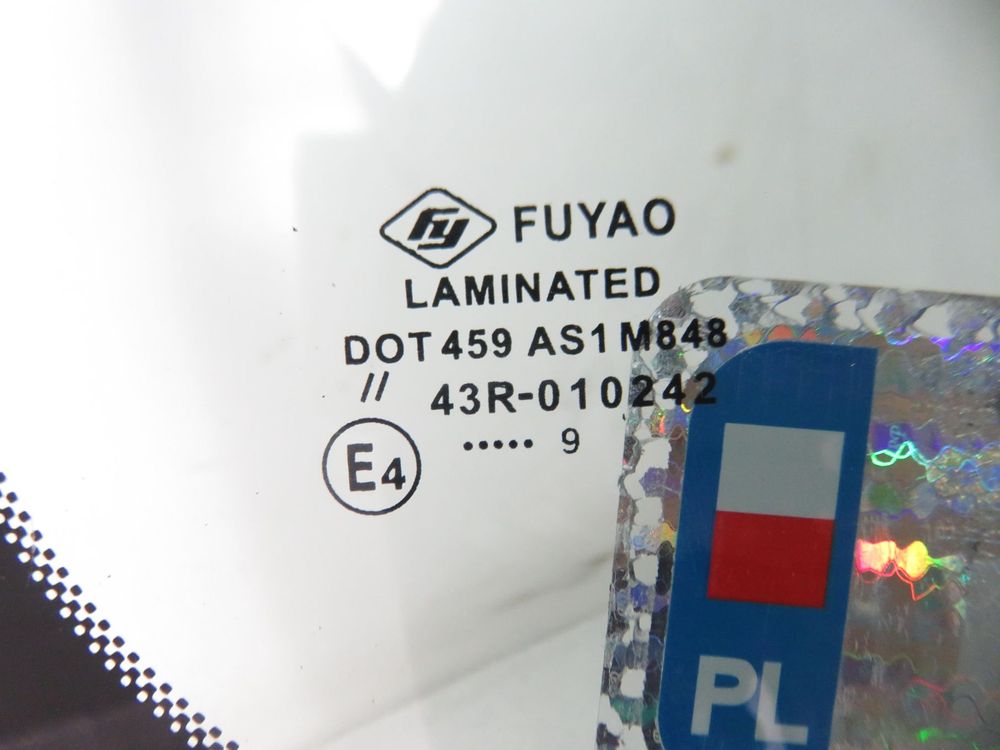 fy FUYAO
LAMINATED
DOT 459 AS1 M848
// 43R-010242
E4 ..... 9
PL